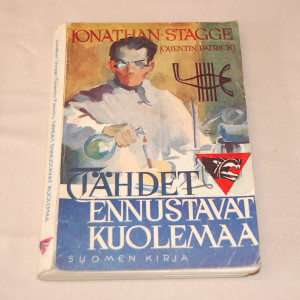 JONATHAN STAGGE
(QUENTIN PATRICK)
TÄHDET
ENNUSTAVAT
KUOLEMAA
SUOMEN KIRJA